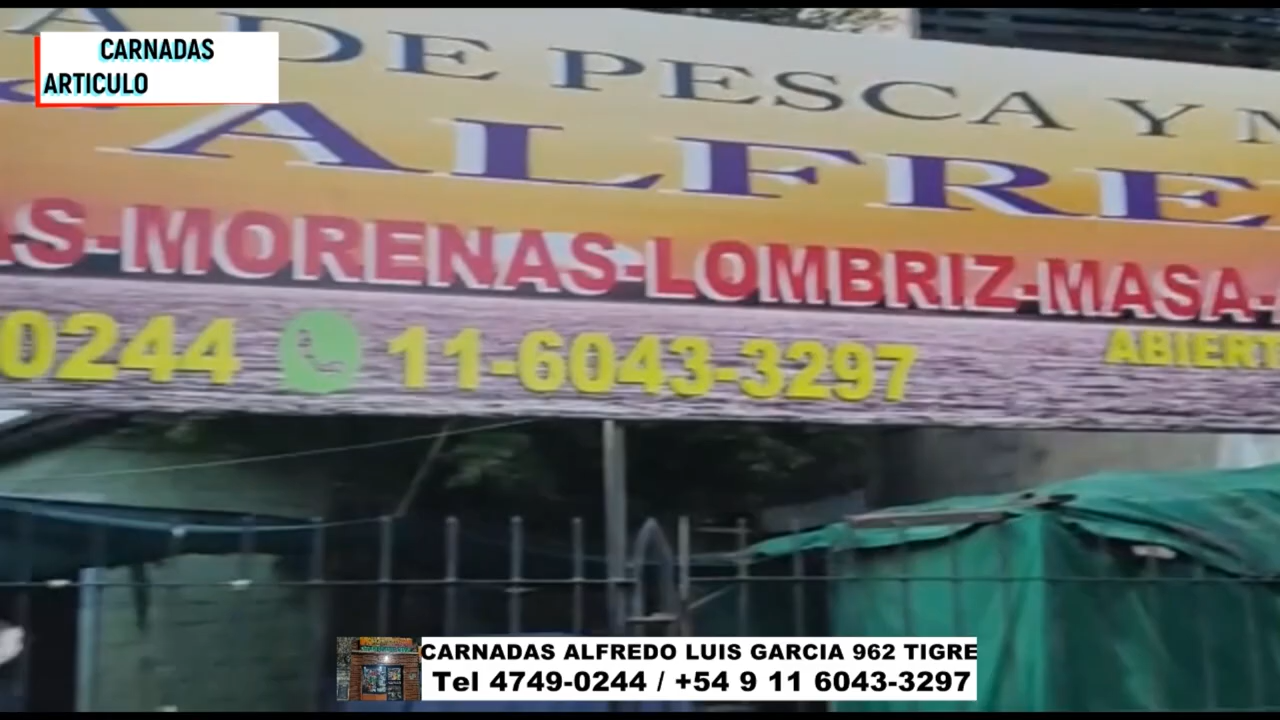 CARNADAS
ARTICULO
A DE PESCA Y
ALFRE
AS-MORENAS-LOMBRIZ-MASA-
0244 11-6043-3297
ABIERT
CARNADAS ALFREDO LUIS GARCIA 962 TIGRE
Tel 4749-0244 / +54 9 11 6043-3297